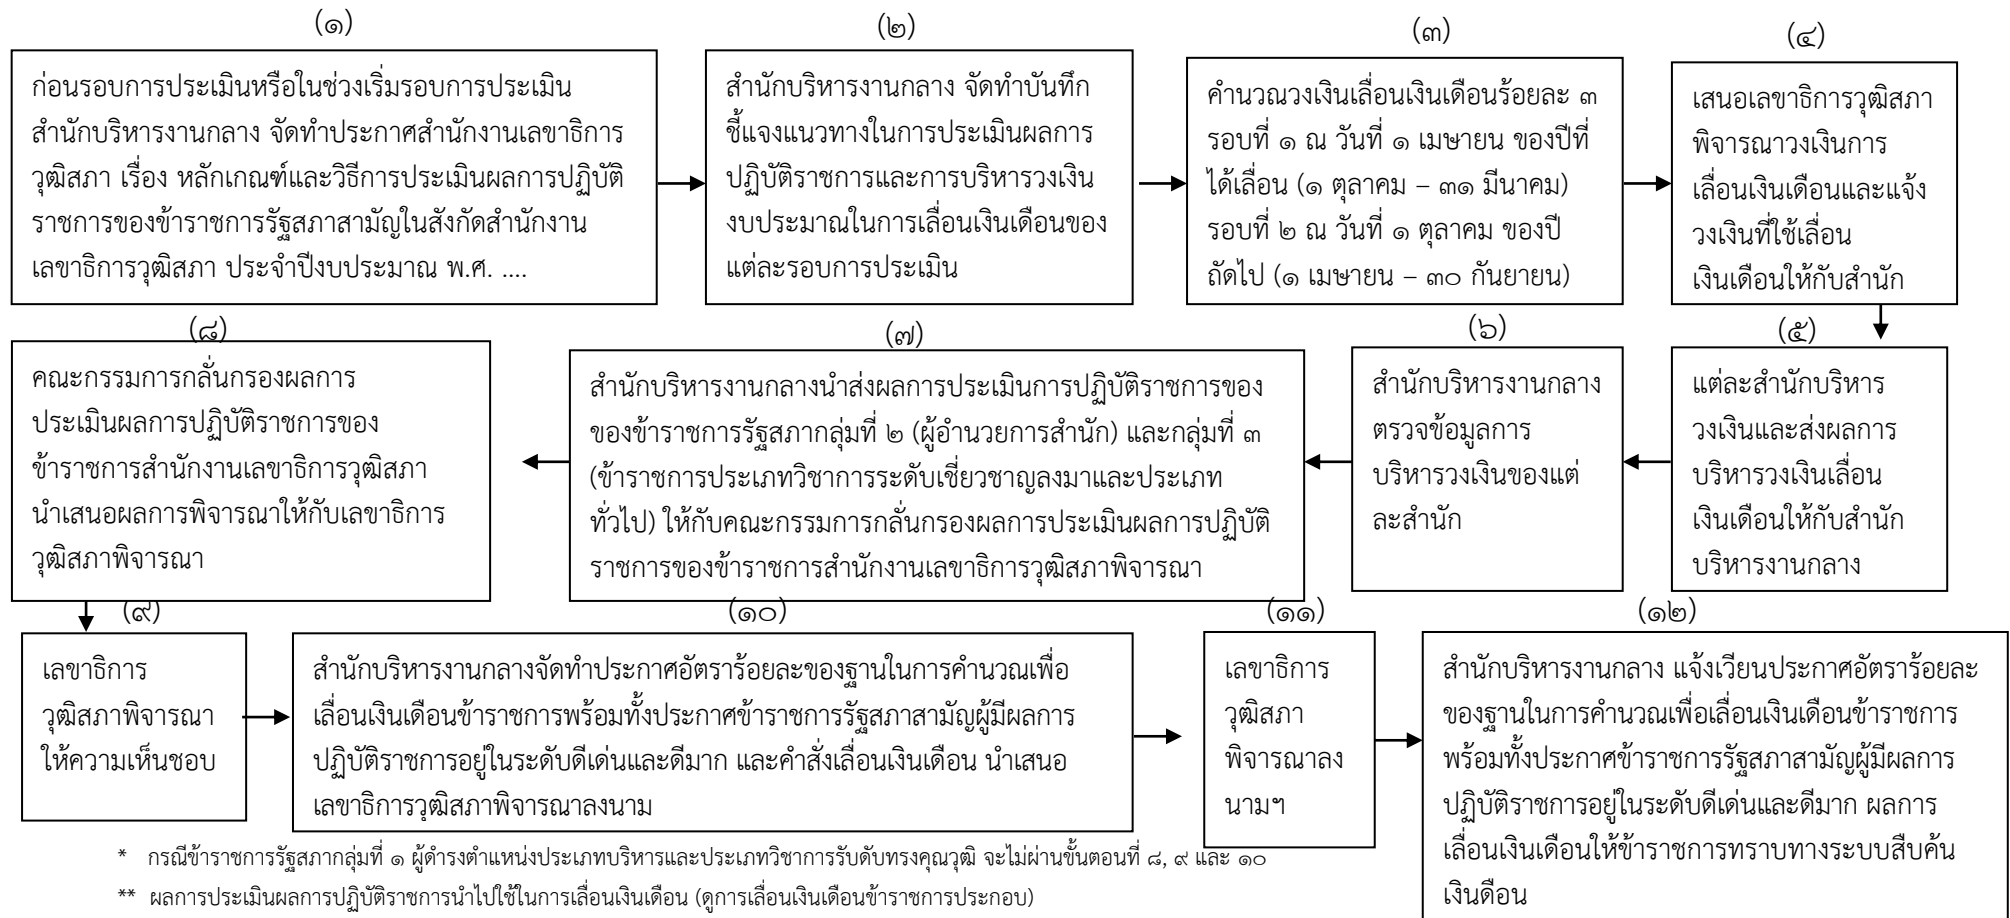 (๑)
ก่อนรอบการประเมินหรือในช่วงเริ่มรอบการประเมิน
สำนักบริหารงานกลาง จัดทำประกาศสำนักงานเลขาธิการ
วุฒิสภา เรื่อง หลักเกณฑ์และวิธีการประเมินผลการปฏิบัติ
ราชการของข้าราชการรัฐสภาสามัญในสังกัดสำนักงาน
เลขาธิการวุฒิสภา ประจำปีงบประมาณ พ.ศ. ....
(๒)
สำนักบริหารงานกลาง จัดทำบันทึก
ชี้แจงแนวทางในการประเมินผลการ
ปฏิบัติราชการและการบริหารวงเงิน
งบประมาณในการเลื่อนเงินเดือนของ
แต่ละรอบการประเมิน
(๓)
คำนวณวงเงินเลื่อนเงินเดือนร้อยละ ๓
รอบที่ ๑ ณ วันที่ ๑ เมษายน ของปีที่
ได้เลื่อน (๑ ตุลาคม – ๓๑ มีนาคม)
รอบที่ ๒ ณ วันที่ ๑ ตุลาคม ของปี
ถัดไป (๑ เมษายน – ๓๐ กันยายน)
(๔)
เสนอเลขาธิการวุฒิสภา
พิจารณาวงเงินการ
เลื่อนเงินเดือนและแจ้ง
วงเงินที่ใช้เลื่อน
เงินเดือนให้กับสำนัก
(๕)
แต่ละสำนักบริหาร
วงเงินและส่งผลการ
บริหารวงเงินเลื่อน
เงินเดือนให้กับสำนัก
บริหารงานกลาง
(๖)
สำนักบริหารงานกลาง
ตรวจข้อมูลการ
บริหารวงเงินของแต่
ละสำนัก
(๗)
สำนักบริหารงานกลางนำส่งผลการประเมินการปฏิบัติราชการของ
ของข้าราชการรัฐสภากลุ่มที่ ๒ (ผู้อำนวยการสำนัก) และกลุ่มที่ ๓
(ข้าราชการประเภทวิชาการระดับเชี่ยวชาญลงมาและประเภท
ทั่วไป) ให้กับคณะกรรมการกลั่นกรองผลการประเมินผลการปฏิบัติ
ราชการของข้าราชการสำนักงานเลขาธิการวุฒิสภาพิจารณา
(๘)
คณะกรรมการกลั่นกรองผลการ
ประเมินผลการปฏิบัติราชการของ
ข้าราชการสำนักงานเลขาธิการวุฒิสภา
นำเสนอผลการพิจารณาให้กับเลขาธิการ
วุฒิสภาพิจารณา
(๙)
เลขาธิการ
วุฒิสภาพิจารณา
ให้ความเห็นชอบ
(๑๐)
สำนักบริหารงานกลางจัดทำประกาศอัตราร้อยละของฐานในการคำนวณเพื่อ
เลื่อนเงินเดือนข้าราชการพร้อมทั้งประกาศข้าราชการรัฐสภาสามัญผู้มีผลการ
ปฏิบัติราชการอยู่ในระดับดีเด่นและดีมาก และคำสั่งเลื่อนเงินเดือน นำเสนอ
เลขาธิการวุฒิสภาพิจารณาลงนาม
(๑๑)
เลขาธิการ
วุฒิสภา
พิจารณาลง
นามฯ
(๑๒)
สำนักบริหารงานกลาง แจ้งเวียนประกาศอัตราร้อยละ
ของฐานในการคำนวณเพื่อเลื่อนเงินเดือนข้าราชการ
พร้อมทั้งประกาศข้าราชการรัฐสภาสามัญผู้มีผลการ
ปฏิบัติราชการอยู่ในระดับดีเด่นและดีมาก ผลการ
เลื่อนเงินเดือนให้ข้าราชการทราบทางระบบสืบค้น
เงินดือน
* กรณีข้าราชการรัฐสภากลุ่มที่ ๑ ผู้ดำรงตำแหน่งประเภทบริหารและประเภทวิชาการรับดับทรงคุณวุฒิ จะไม่ผ่านขั้นตอนที่ ๘, ๙ และ ๑๐
** ผลการประเมินผลการปฏิบัติราชการนำไปใช้ในการเลื่อนเงินเดือน (ดูการเลื่อนเงินเดือนข้าราชการประกอบ)